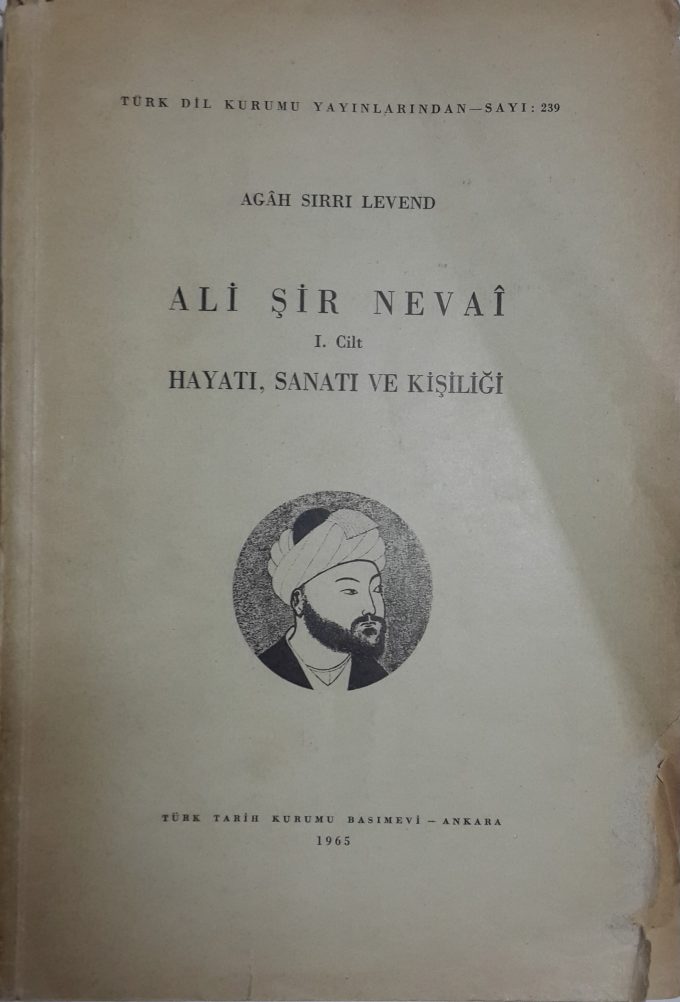 TÜRK DİL KURUMU YAYINLARINDAN—SAYI: 239
AGÂH SIRRI LEVEND
ALİ ŞİR NEVAÎ
I. Cilt
HAYATI, SANATI VE KİŞİLİĞİ
TÜRK TARİH KURUMU BASIMEVİ – ANKARA
1965